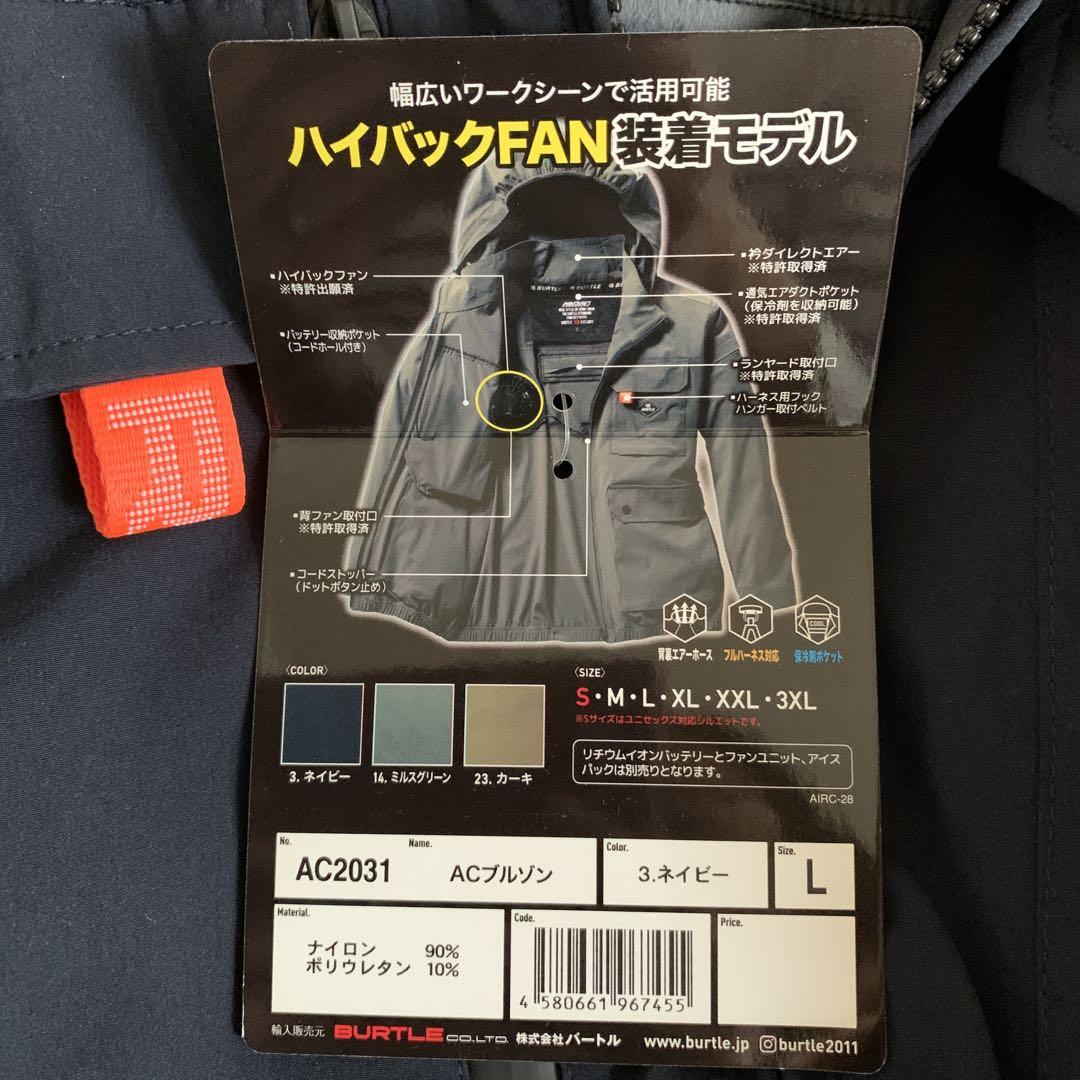 幅広いワークシーンで活用可能
ハイバックFAN装着モデル
▪ハイバックファン
※特許出願済
▪バッテリー収納ポケット
(コードホール付き)
▪衿ダイレクトエアー
※特許取得済
▪通気エアダクトポケット
(保冷剤を収納可能)
※特許取得済
▪ランヤード取付口
※特許取得済
▪ハーネス用フック
ハンガー取付ベルト
BURTLE
BURTLE
▪背ファン取付口
※特許取得済
▪コードストッパー
(ドットボタン止め)
COOL
背裏エアーホース
フルハーネス対応
保冷剤ポケット
〈COLOR〉
3. ネイビー
14. ミルスグリーン
23. カーキ
〈SIZE〉
S・M・L・XL・XXL・3XL
※Sサイズはユニセックス対応シルエットです。
リチウムイオンバッテリーとファンユニット、アイス
パックは別売りとなります。
AIRC-28
No. AC2031
Name. ACブルゾン
Color. 3.ネイビー
Size. L
Material.
ナイロン 90%
ポリウレタン 10%
Code.
4 580661 967455
Price.
輸入販売元 BURTLE CO.,LTD. 株式会社バートル www.burtle.jp burtle2011